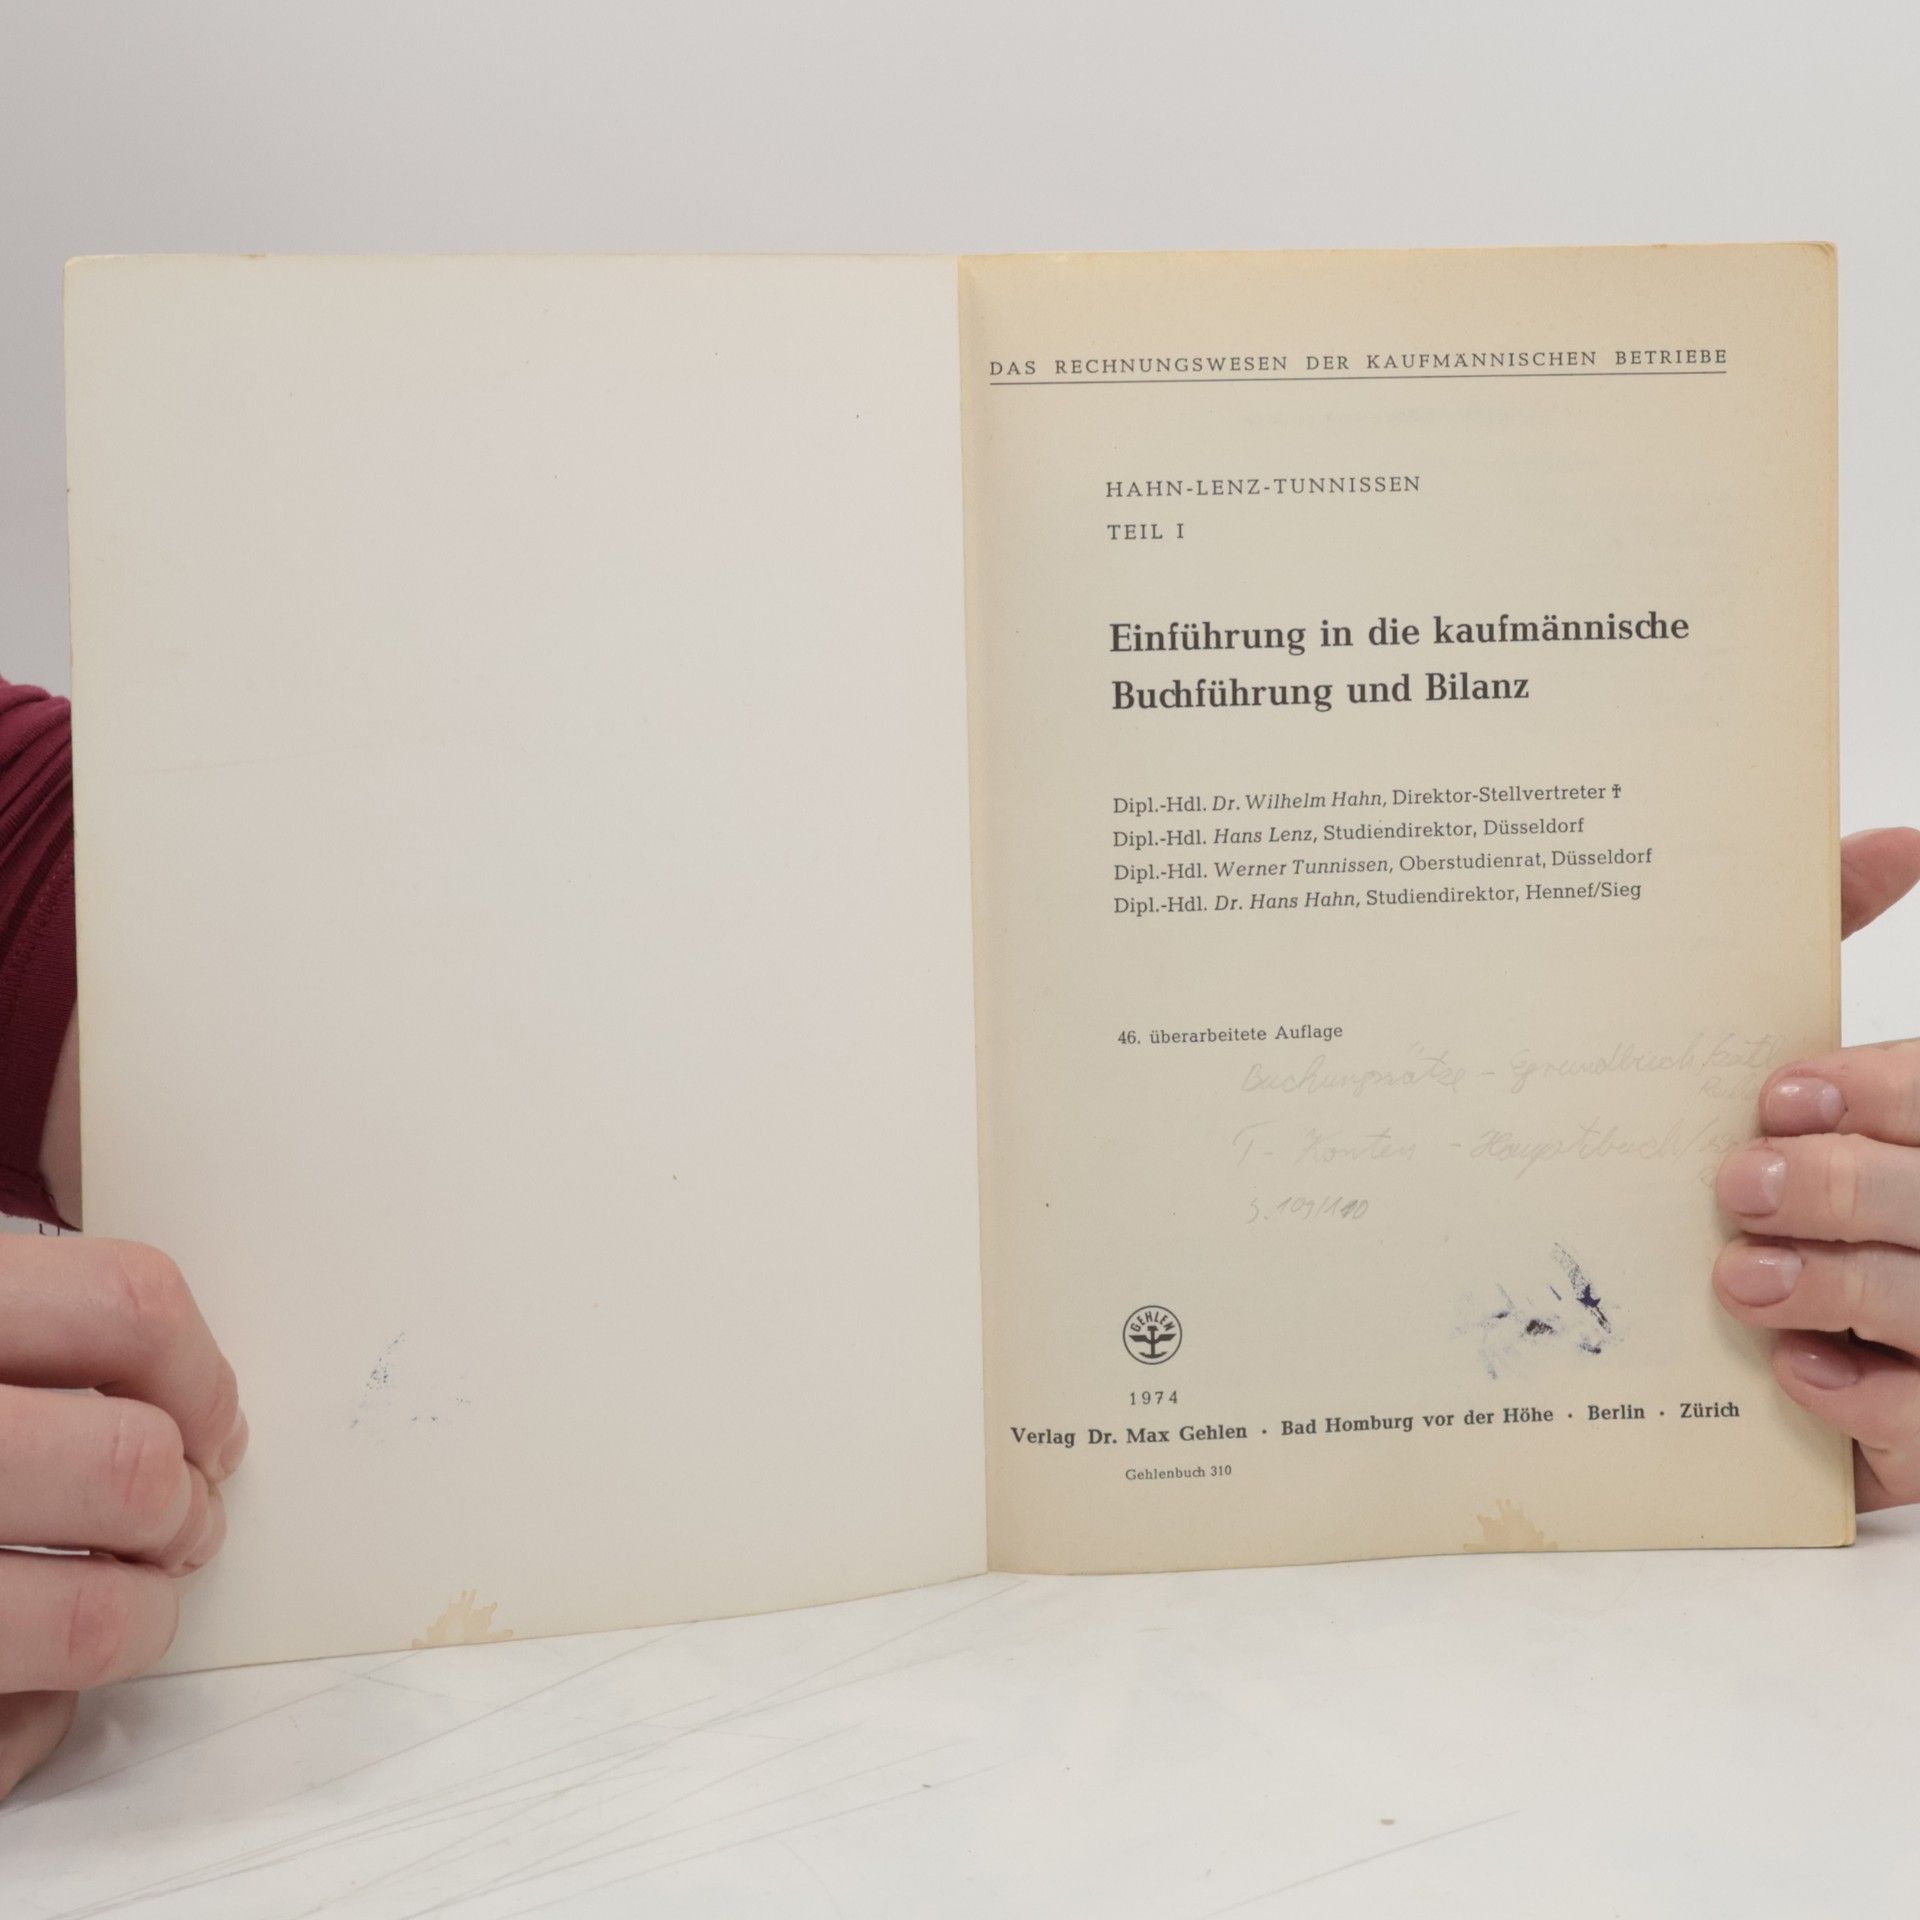 DAS RECHNUNGSWESEN DER KAUFMÄNNISCHEN BETRIEBE
HAHN-LENZ-TUNNISSEN
TEIL I
Einführung in die kaufmännische
Buchführung und Bilanz
Dipl.-Hdl. Dr. Wilhelm Hahn, Direktor-Stellvertreter ✝
Dipl.-Hdl. Hans Lenz, Studiendirektor, Düsseldorf
Dipl.-Hdl. Werner Tunnissen, Oberstudienrat, Düsseldorf
Dipl.-Hdl. Dr. Hans Hahn, Studiendirektor, Hennef/Sieg
46. überarbeitete Auflage
Buchungssätze - Grundbuch/
T- Konten - Hauptbuch/
S. 109/110
GEHLEN
1974
Verlag Dr. Max Gehlen · Bad Homburg vor der Höhe · Berlin · Zürich
Gehlenbuch 310